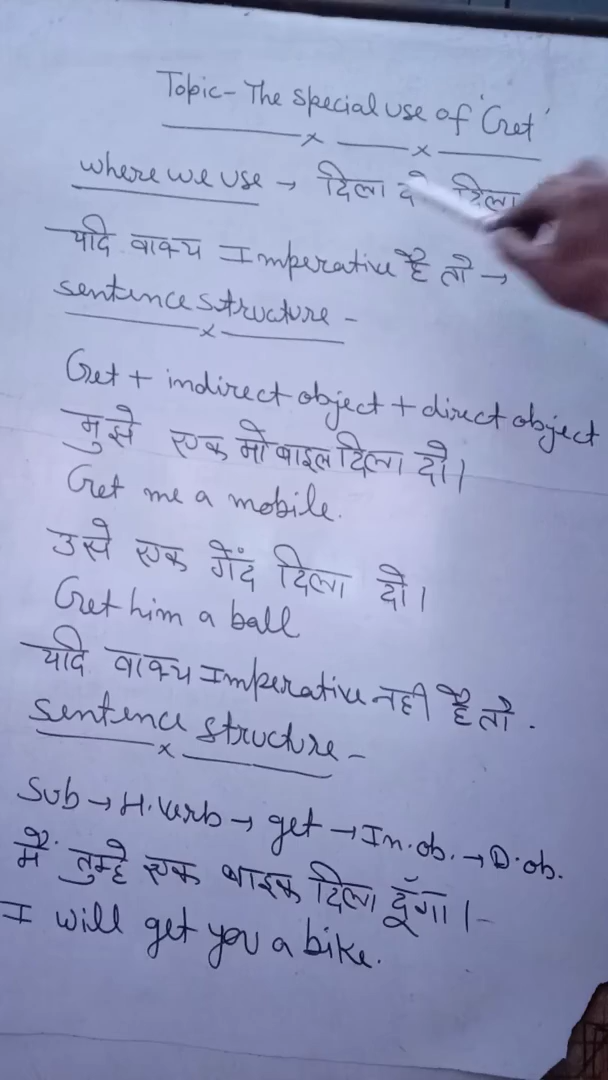 Topic - The special use of 'Get'
where we use → दिला दो दिला
यदि वाक्य Imperative है तो →
sentence structure -
Get + indirect object + direct object
मुझे एक मोबाइल दिला दो।
Get me a mobile.
उसे एक गेंद दिला दो।
Get him a ball
यदि वाक्य Imperative नही है तो .
sentence structure -
Sub → H.Verb → get → In.ob. → D.ob.
मैं तुम्हे एक बाइक दिला दूँगा। -
I will get you a bike.